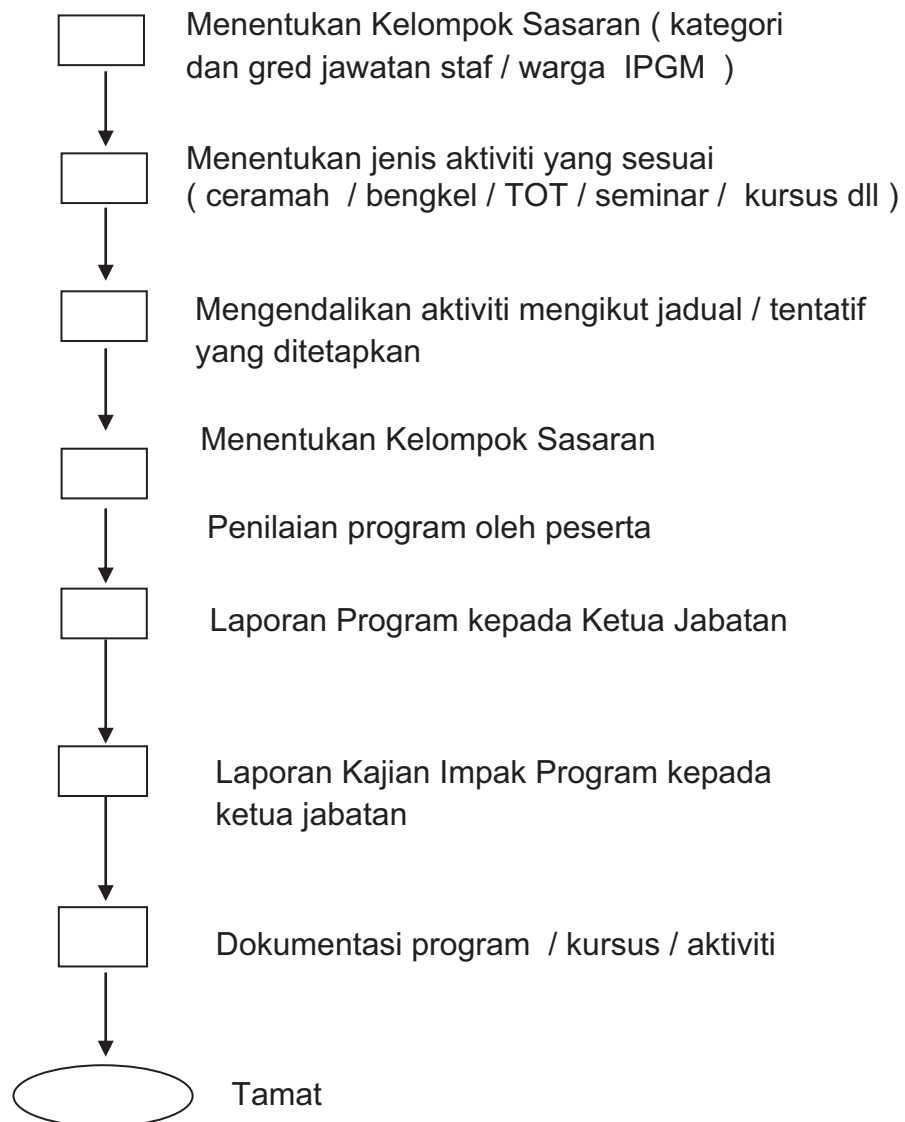 Menentukan Kelompok Sasaran ( kategori
dan gred jawatan staf / warga  IPGM  )
Menentukan jenis aktiviti yang sesuai
( ceramah  / bengkel / TOT / seminar /  kursus dll )
Mengendalikan aktiviti mengikut jadual / tentatif
yang ditetapkan
Menentukan Kelompok Sasaran
Penilaian program oleh peserta
Laporan Program kepada Ketua Jabatan
Laporan Kajian Impak Program kepada
ketua jabatan
Dokumentasi program  / kursus / aktiviti
Tamat